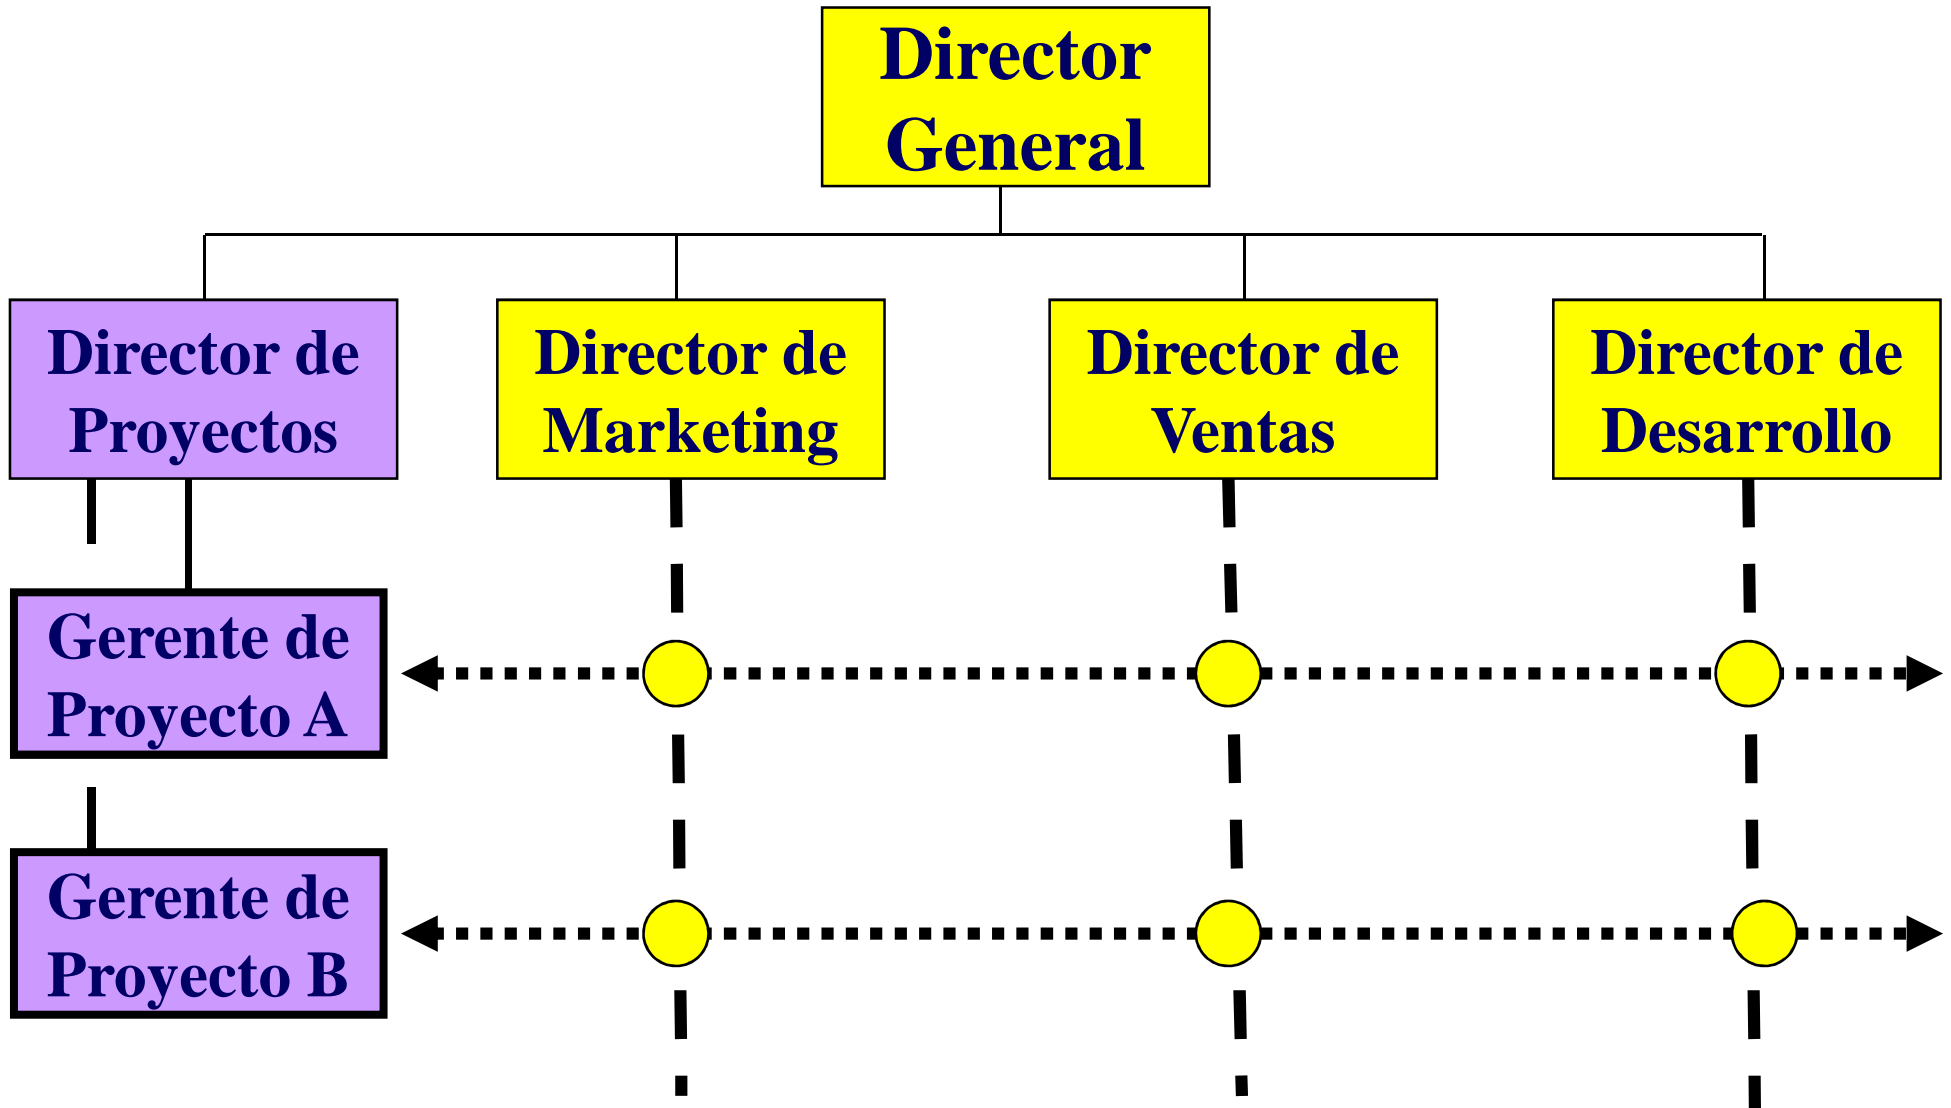 Director
General
Director de
Proyectos
Director de
Marketing
Director de
Ventas
Director de
Desarrollo
Gerente de
Proyecto A
Gerente de
Proyecto B